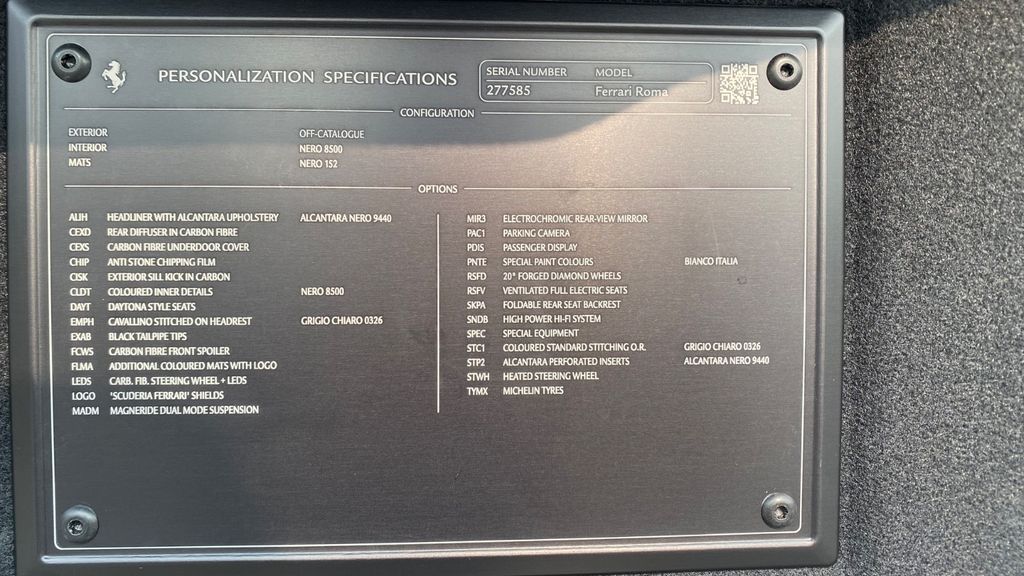 PERSONALIZATION SPECIFICATIONS
SERIAL NUMBER MODEL
277585 Ferrari Roma
CONFIGURATION
EXTERIOR OFF-CATALOGUE
INTERIOR NERO 8500
MATS NERO 152
OPTIONS
ALIH HEADLINER WITH ALCANTARA UPHOLSTERY ALCANTARA NERO 9440
CEXD REAR DIFFUSER IN CARBON FIBRE
CEXS CARBON FIBRE UNDERDOOR COVER
CHIP ANTI STONE CHIPPING FILM
CISK EXTERIOR SILL KICK IN CARBON
CLDT COLOURED INNER DETAILS NERO 8500
DAYT DAYTONA STYLE SEATS
EMPH CAVALLINO STITCHED ON HEADREST GRIGIO CHIARO 0326
EXAB BLACK TAILPIPE TIPS
FCWS CARBON FIBRE FRONT SPOILER
FLMA ADDITIONAL COLOURED MATS WITH LOGO
LEDS CARB. FIB. STEERING WHEEL + LEDS
LOGO 'SCUDERIA FERRARI' SHIELDS
MADM MAGNERIDE DUAL MODE SUSPENSION
MIR3 ELECTROCHROMIC REAR-VIEW MIRROR
PAC1 PARKING CAMERA
PDIS PASSENGER DISPLAY
PNTE SPECIAL PAINT COLOURS BIANCO ITALIA
RSFD 20" FORGED DIAMOND WHEELS
RSFV VENTILATED FULL ELECTRIC SEATS
SKPA FOLDABLE REAR SEAT BACKREST
SNDB HIGH POWER HI-FI SYSTEM
SPEC SPECIAL EQUIPMENT
STC1 COLOURED STANDARD STITCHING O.R. GRIGIO CHIARO 0326
STP2 ALCANTARA PERFORATED INSERTS ALCANTARA NERO 9440
STWH HEATED STEERING WHEEL
TYMX MICHELIN TYRES